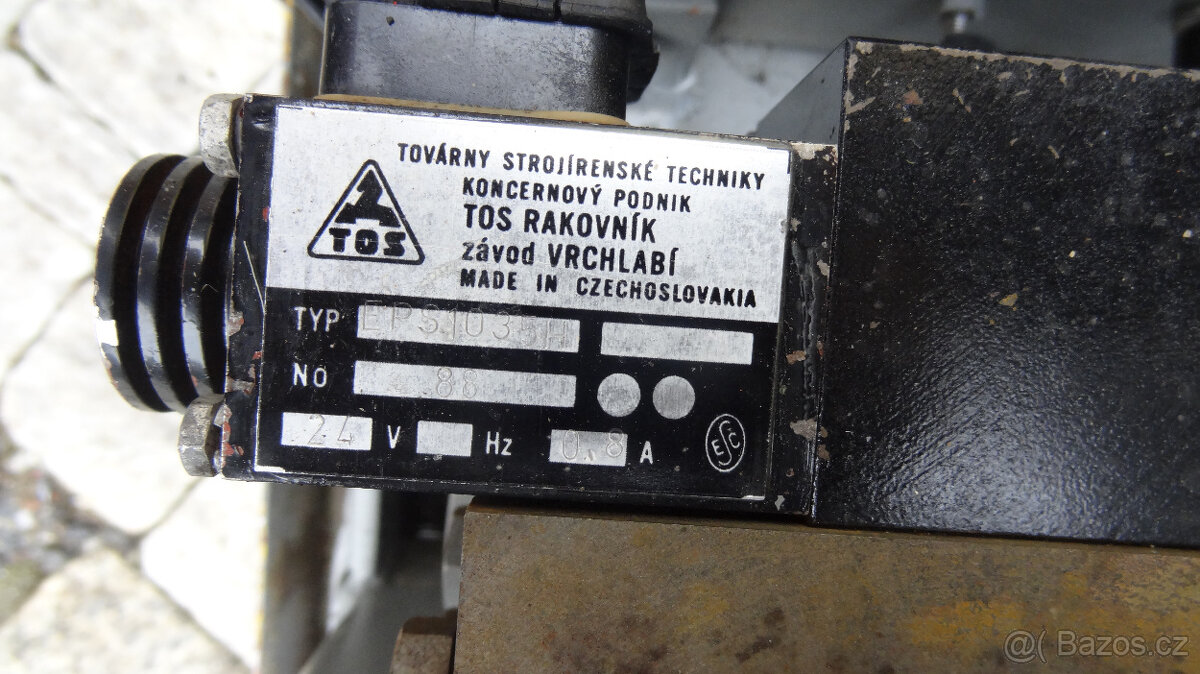 TOVÁRNY STROJÍRENSKÉ TECHNIKY
KONCERNOVÝ PODNIK
TOS RAKOVNÍK
závod VRCHLABÍ
MADE IN CZECHOSLOVAKIA
TOS
TYP EPS1035H
NO 88
24 V Hz 0,8 A
ESČ
@ Bazos.cz